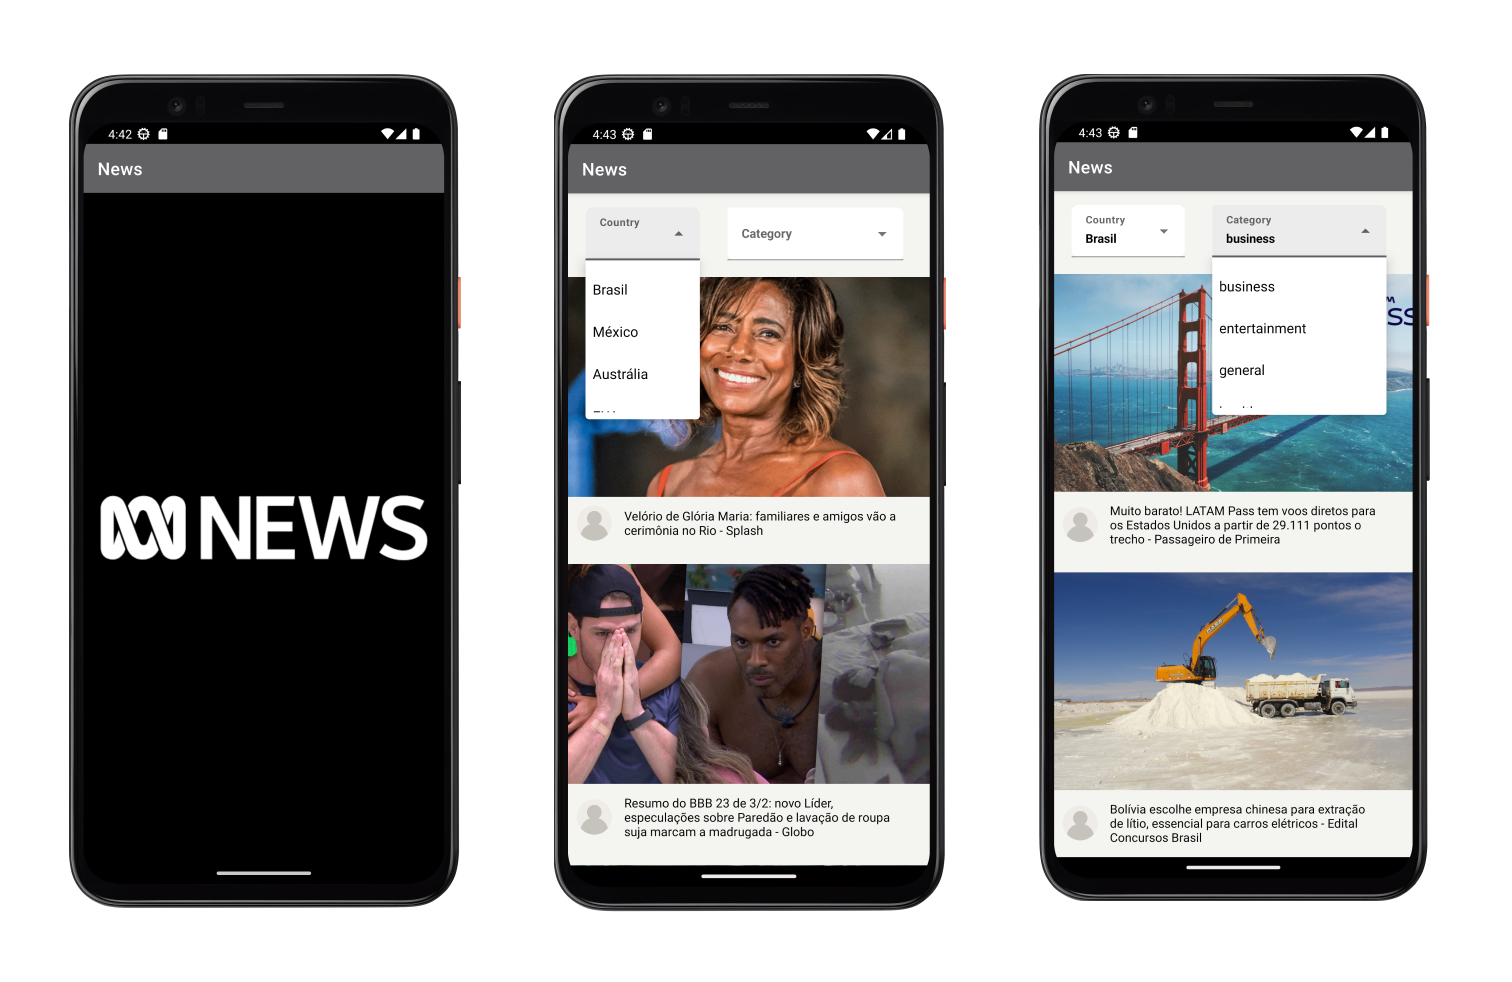 4:42
News
NEWS
4:43
News
Country
Category
Brasil
México
Austrália
Velório de Glória Maria: familiares e amigos vão a
cerimônia no Rio - Splash
Resumo do BBB 23 de 3/2: novo Líder,
especulações sobre Paredão e lavação de roupa
suja marcam a madrugada - Globo
4:43
News
Country
Brasil
Category
business
business
entertainment
general
SS
Muito barato! LATAM Pass tem voos diretos para
os Estados Unidos a partir de 29.111 pontos o
trecho - Passageiro de Primeira
Bolívia escolhe empresa chinesa para extração
de lítio, essencial para carros elétricos - Edital
Concursos Brasil